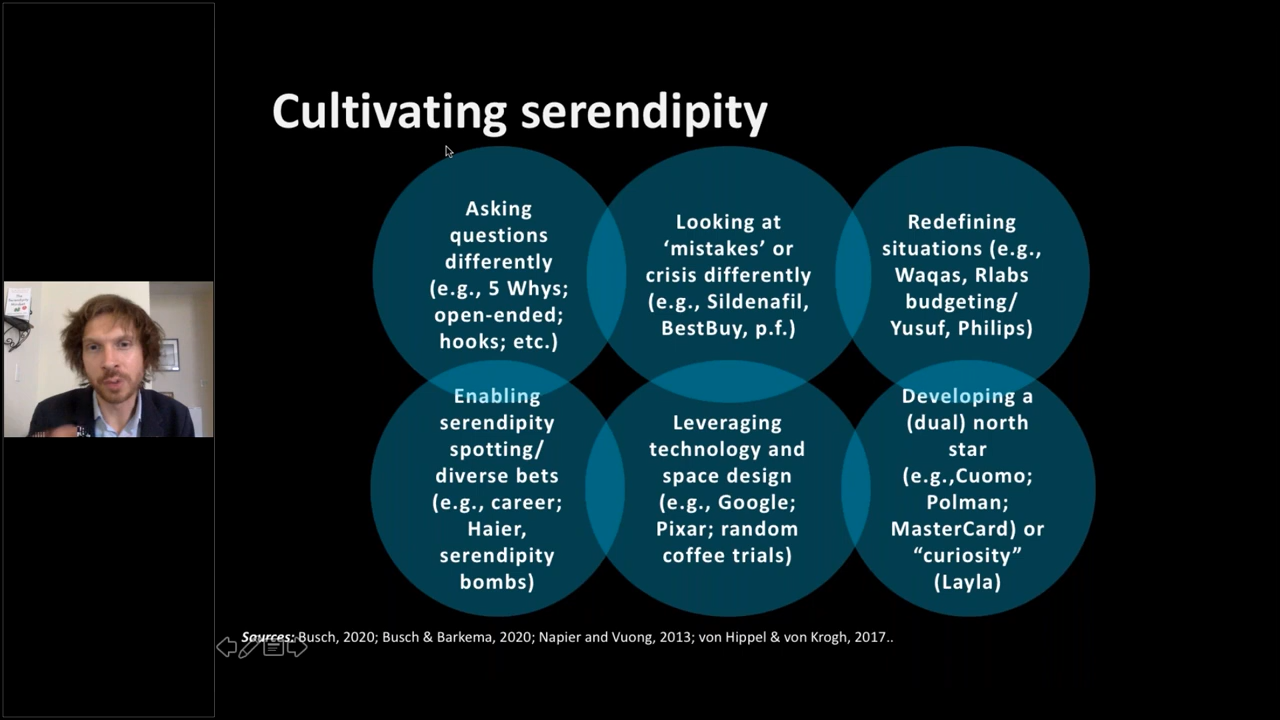 Cultivating serendipity
Asking
questions
differently
(e.g., 5 Whys;
open-ended;
hooks; etc.)
Looking at
‘mistakes’ or
crisis differently
(e.g., Sildenafil,
BestBuy, p.f.)
Redefining
situations (e.g.,
Waqas, Rlabs
budgeting/
Yusuf, Philips)
Enabling
serendipity
spotting/
diverse bets
(e.g., career;
Haier,
serendipity
bombs)
Leveraging
technology and
space design
(e.g., Google;
Pixar; random
coffee trials)
Developing a
(dual) north
star
(e.g.,Cuomo;
Polman;
MasterCard) or
“curiosity”
(Layla)
Sources: Busch, 2020; Busch & Barkema, 2020; Napier and Vuong, 2013; von Hippel & von Krogh, 2017..